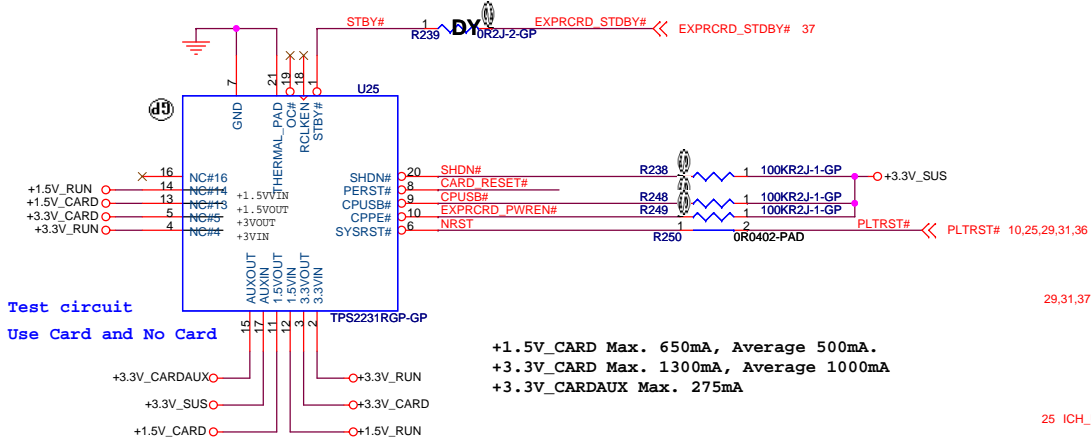 STBY#
1
R239
DY
0R2J-2-GP
EXPRCRD_STDBY#
EXPRCRD_STDBY# 37
7
21
19
18
1
U25
GP
GND
THERMAL_PAD
OC#
RCLKEN
STBY#
16
NC#16
+1.5V_RUN
14
NC#14
+1.5VVIN
+1.5V_CARD
13
NC#13
+1.5VOUT
+3.3V_CARD
5
NC#5
+3VOUT
+3.3V_RUN
4
NC#4
+3VIN
SHDN#
20
SHDN#
R238
1
100KR2J-1-GP
+3.3V_SUS
PERST#
8
CARD_RESET#
CPUSB#
9
CPUSB#
R248
1
100KR2J-1-GP
CPPE#
10
EXPRCRD_PWREN#
R249
1
100KR2J-1-GP
SYSRST#
6
NRST
1
R250
2
0R0402-PAD
PLTRST#
PLTRST# 10,25,29,31,36
AUXOUT
AUXIN
1.5VOUT
1.5VIN
3.3VOUT
3.3VIN
TPS2231RGP-GP
15
17
11
12
3
2
Test circuit
Use Card and No Card
29,31,37
+1.5V_CARD Max. 650mA, Average 500mA.
+3.3V_CARD Max. 1300mA, Average 1000mA
+3.3V_CARDAUX Max. 275mA
+3.3V_CARDAUX
+3.3V_RUN
+3.3V_SUS
+3.3V_CARD
+1.5V_CARD
+1.5V_RUN
25 ICH_